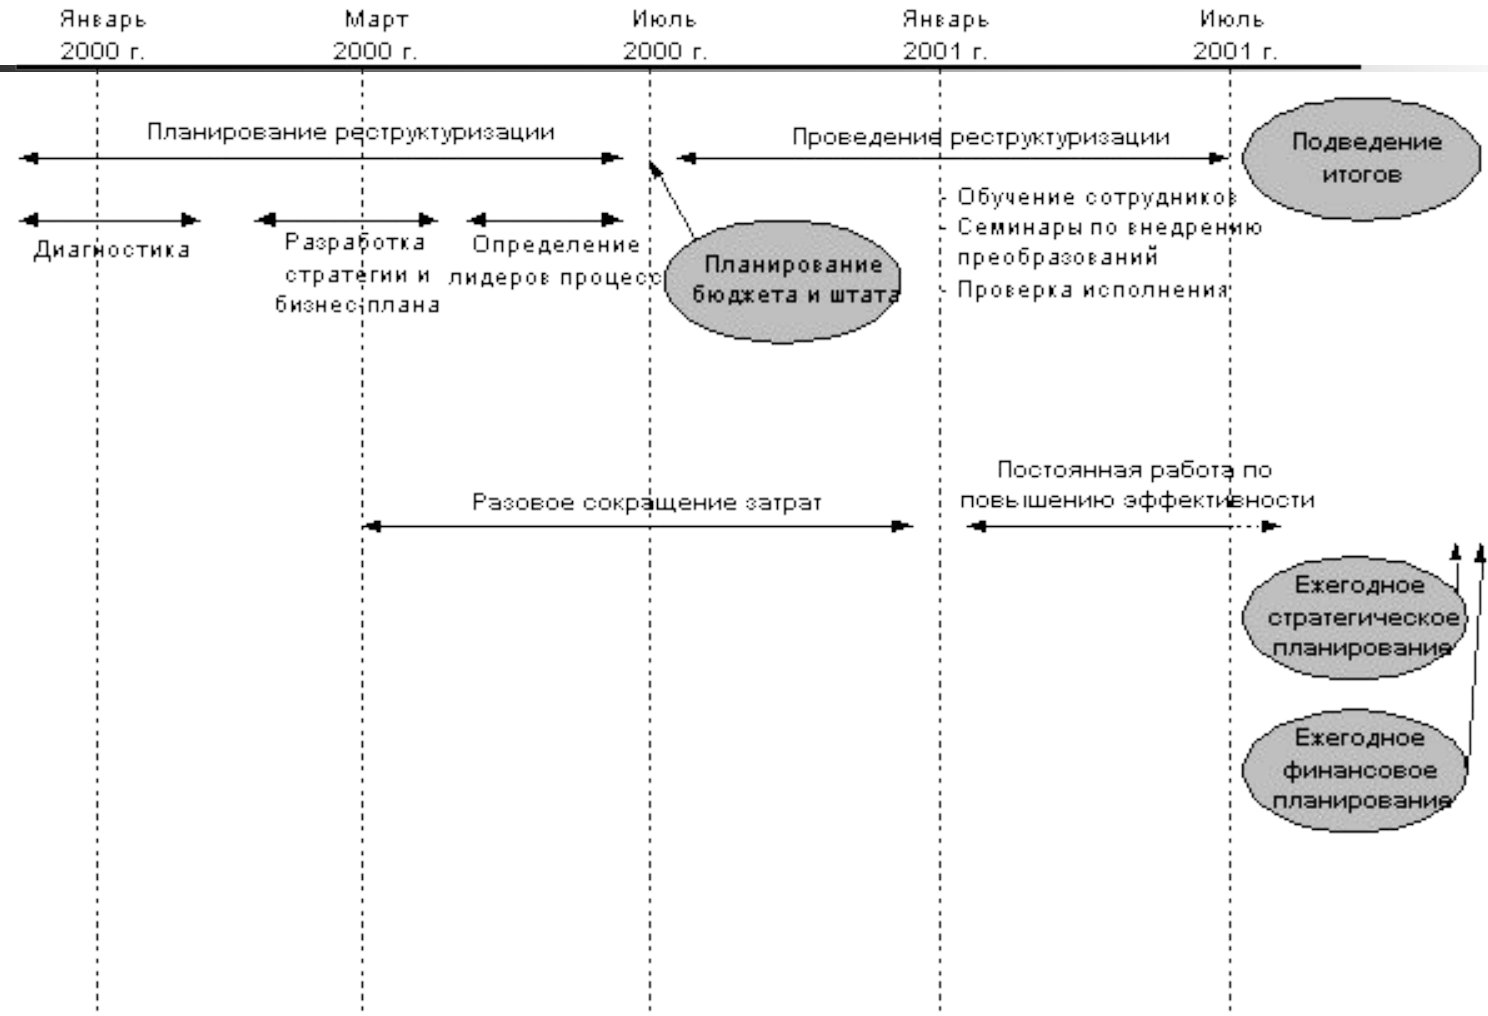 Январь
2000 г.
Март
2000 г.
Июль
2000 г.
Январь
2001 г.
Июль
2001 г.
Планирование реструктуризации
Проведение реструктуризации
Подведение
итогов
Диагностика
Разработка
стратегии и
бизнес-плана
Определение
лидеров процесс
Планирование
бюджета и штата
- Обучение сотрудников
- Семинары по внедрению
преобразований
- Проверка исполнения
Разовое сокращение затрат
Постоянная работа по
повышению эффективности
Ежегодное
стратегическое
планирование
Ежегодное
финансовое
планирование